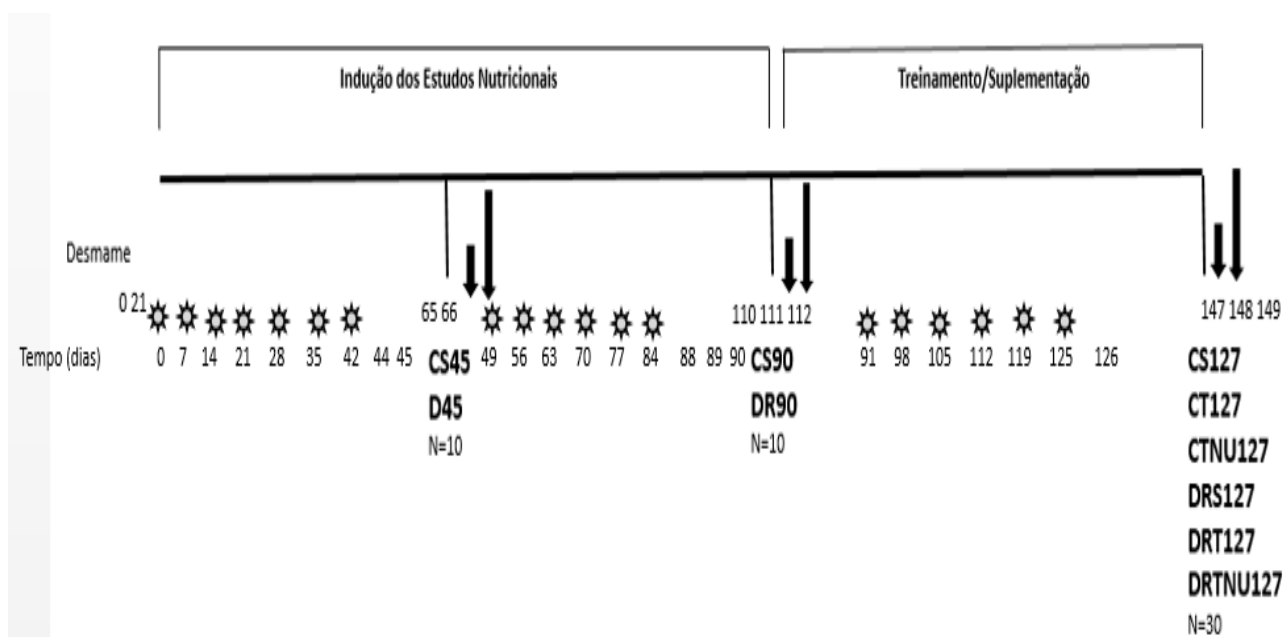 Indução dos Estudos Nutricionais Treinamento/Suplementação
Desmame
0 21 65 66 110 111 112 147 148 149
Tempo (dias) 0 7 14 21 28 35 42 44 45 CS45 49 56 63 70 77 84 88 89 90 CS90 91 98 105 112 119 125 126 CS127
D45 DR90 CT127
N=10 N=10 CTNU127
DRS127
DRT127
DRTNU127
N=30